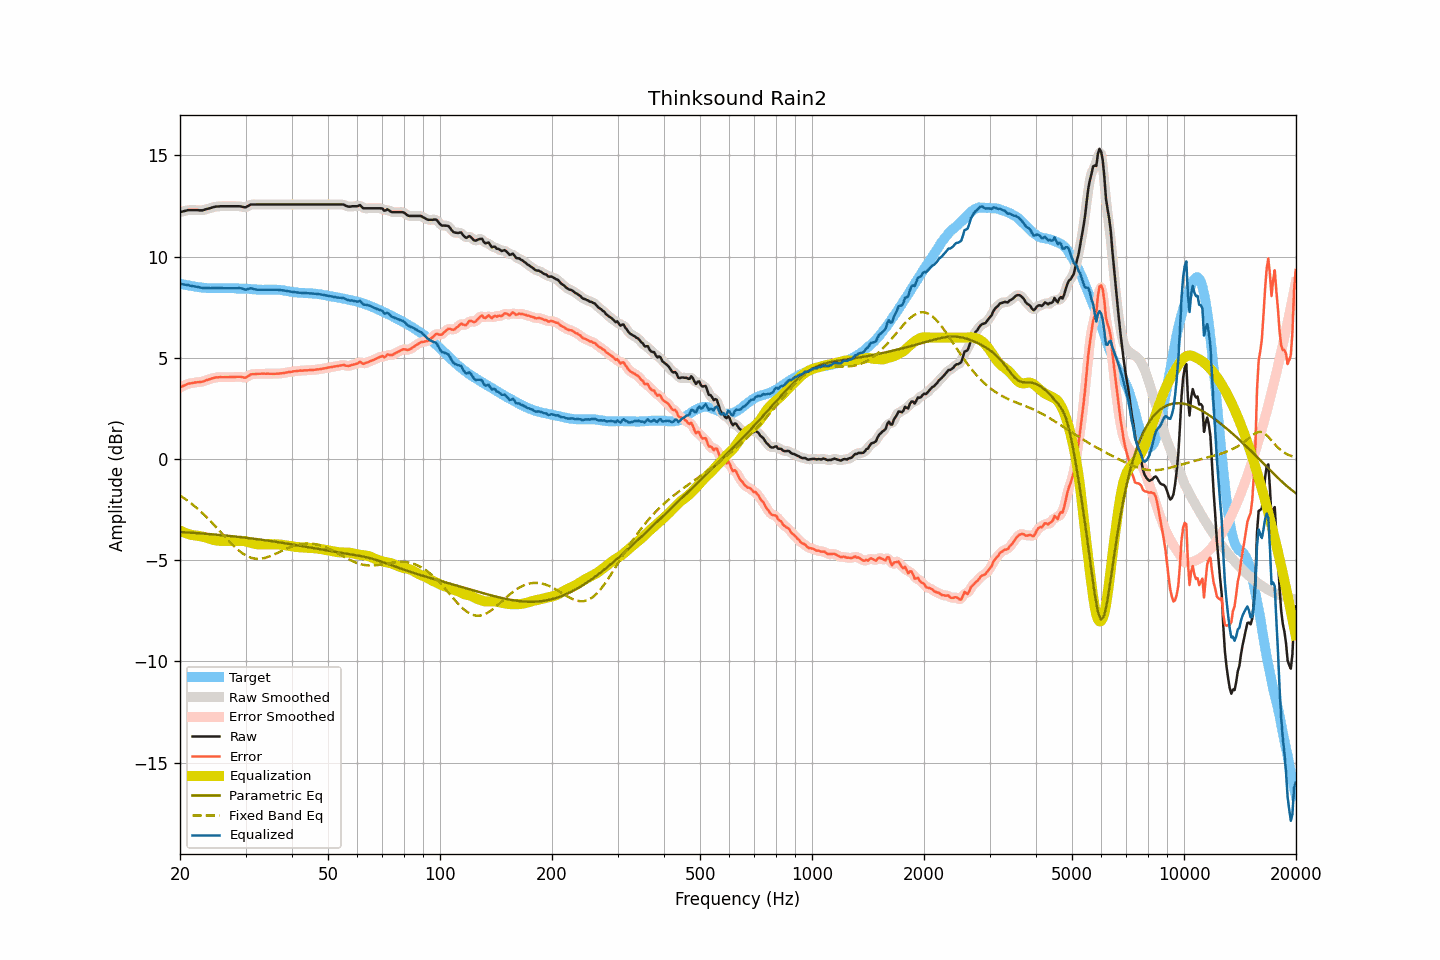 Thinksound Rain2
Amplitude (dBr)
15
10
5
0
−5
−10
−15
Target
Raw Smoothed
Error Smoothed
Raw
Error
Equalization
Parametric Eq
Fixed Band Eq
Equalized
20 50 100 200 500 1000 2000 5000 10000 20000
Frequency (Hz)